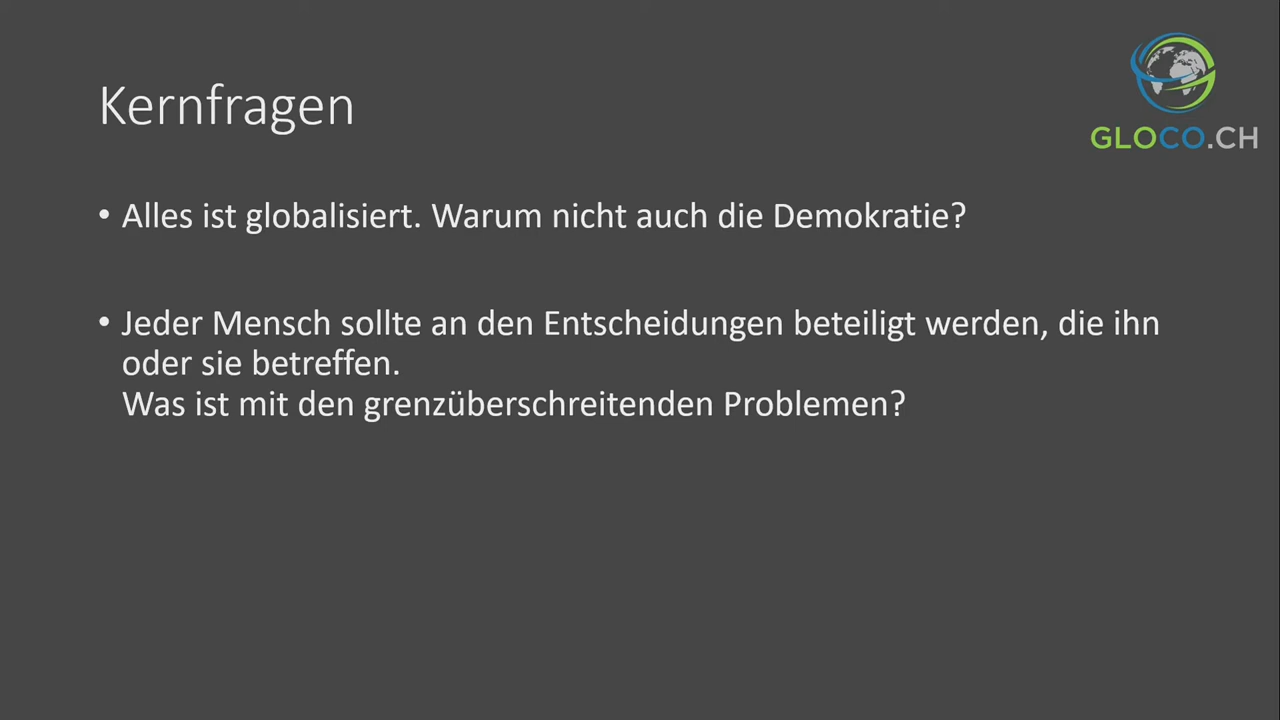 GLOCO.CH
Kernfragen
• Alles ist globalisiert. Warum nicht auch die Demokratie?
• Jeder Mensch sollte an den Entscheidungen beteiligt werden, die ihn
oder sie betreffen.
Was ist mit den grenzüberschreitenden Problemen?